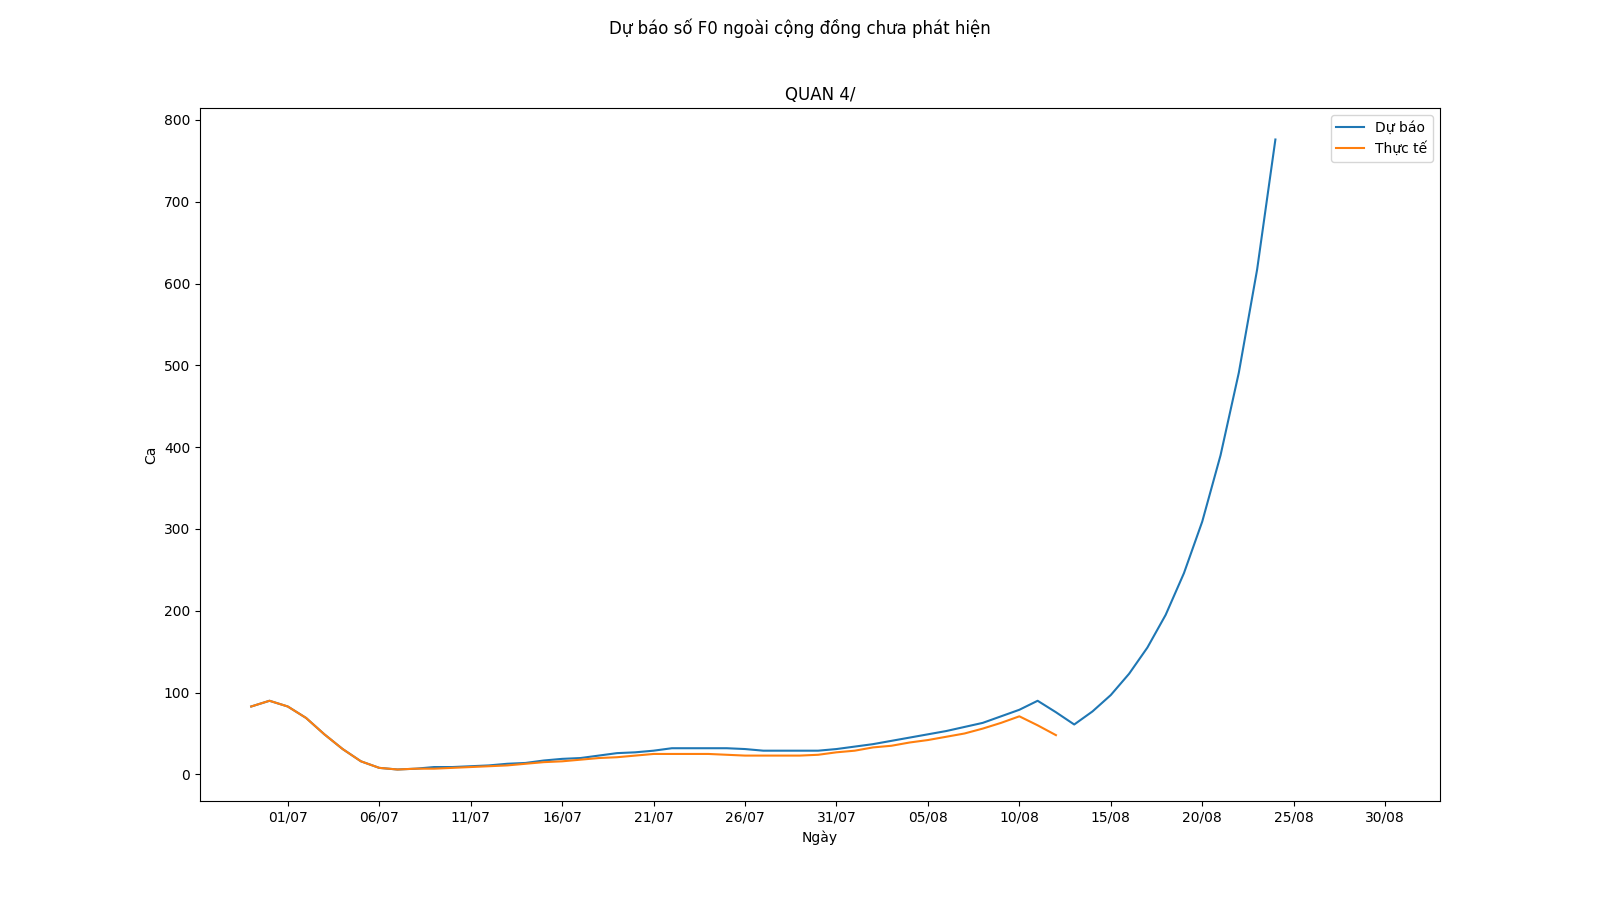 Dự báo số F0 ngoài cộng đồng chưa phát hiện
QUAN 4/
Dự báo
Thực tế
800
700
600
500
400
300
200
100
0
Ca
01/07 06/07 11/07 16/07 21/07 26/07 31/07 05/08 10/08 15/08 20/08 25/08 30/08
Ngày